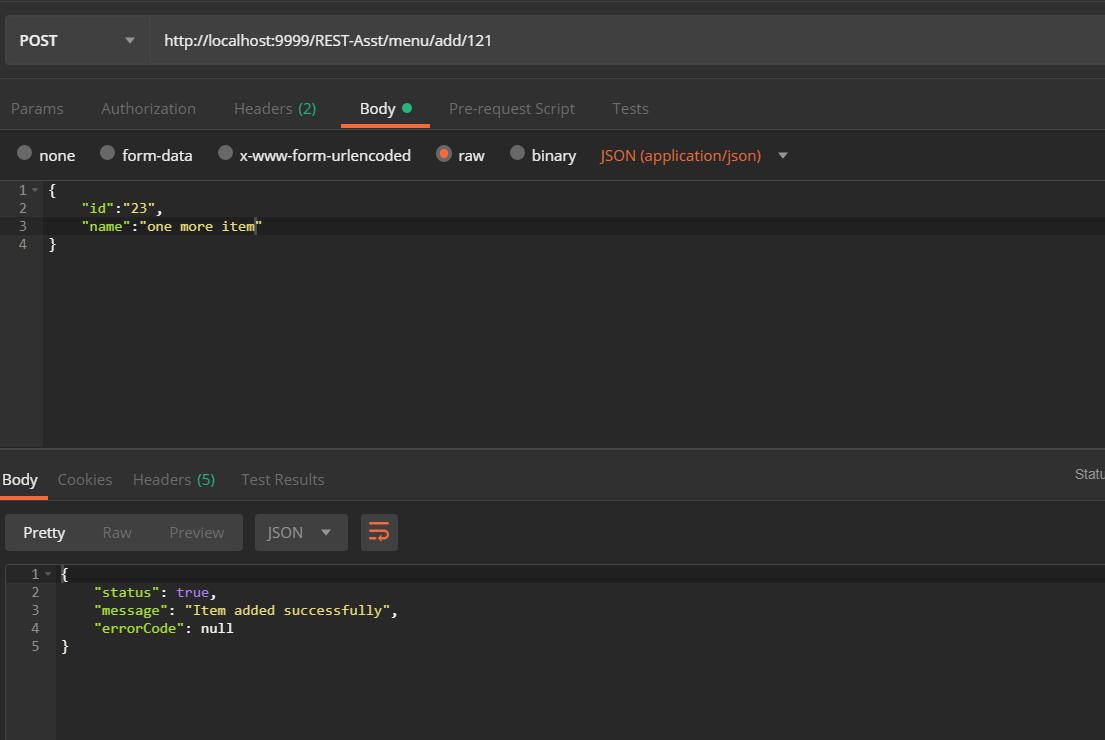 POST http://localhost:9999/REST-Asst/menu/add/121
Params Authorization Headers (2) Body Pre-request Script Tests
none form-data x-www-form-urlencoded raw binary JSON (application/json)
1 {
2 "id":"23",
3 "name":"one more item"
4 }
Body Cookies Headers (5) Test Results Statu
Pretty Raw Preview JSON
1 {
2 "status": true,
3 "message": "Item added successfully",
4 "errorCode": null
5 }